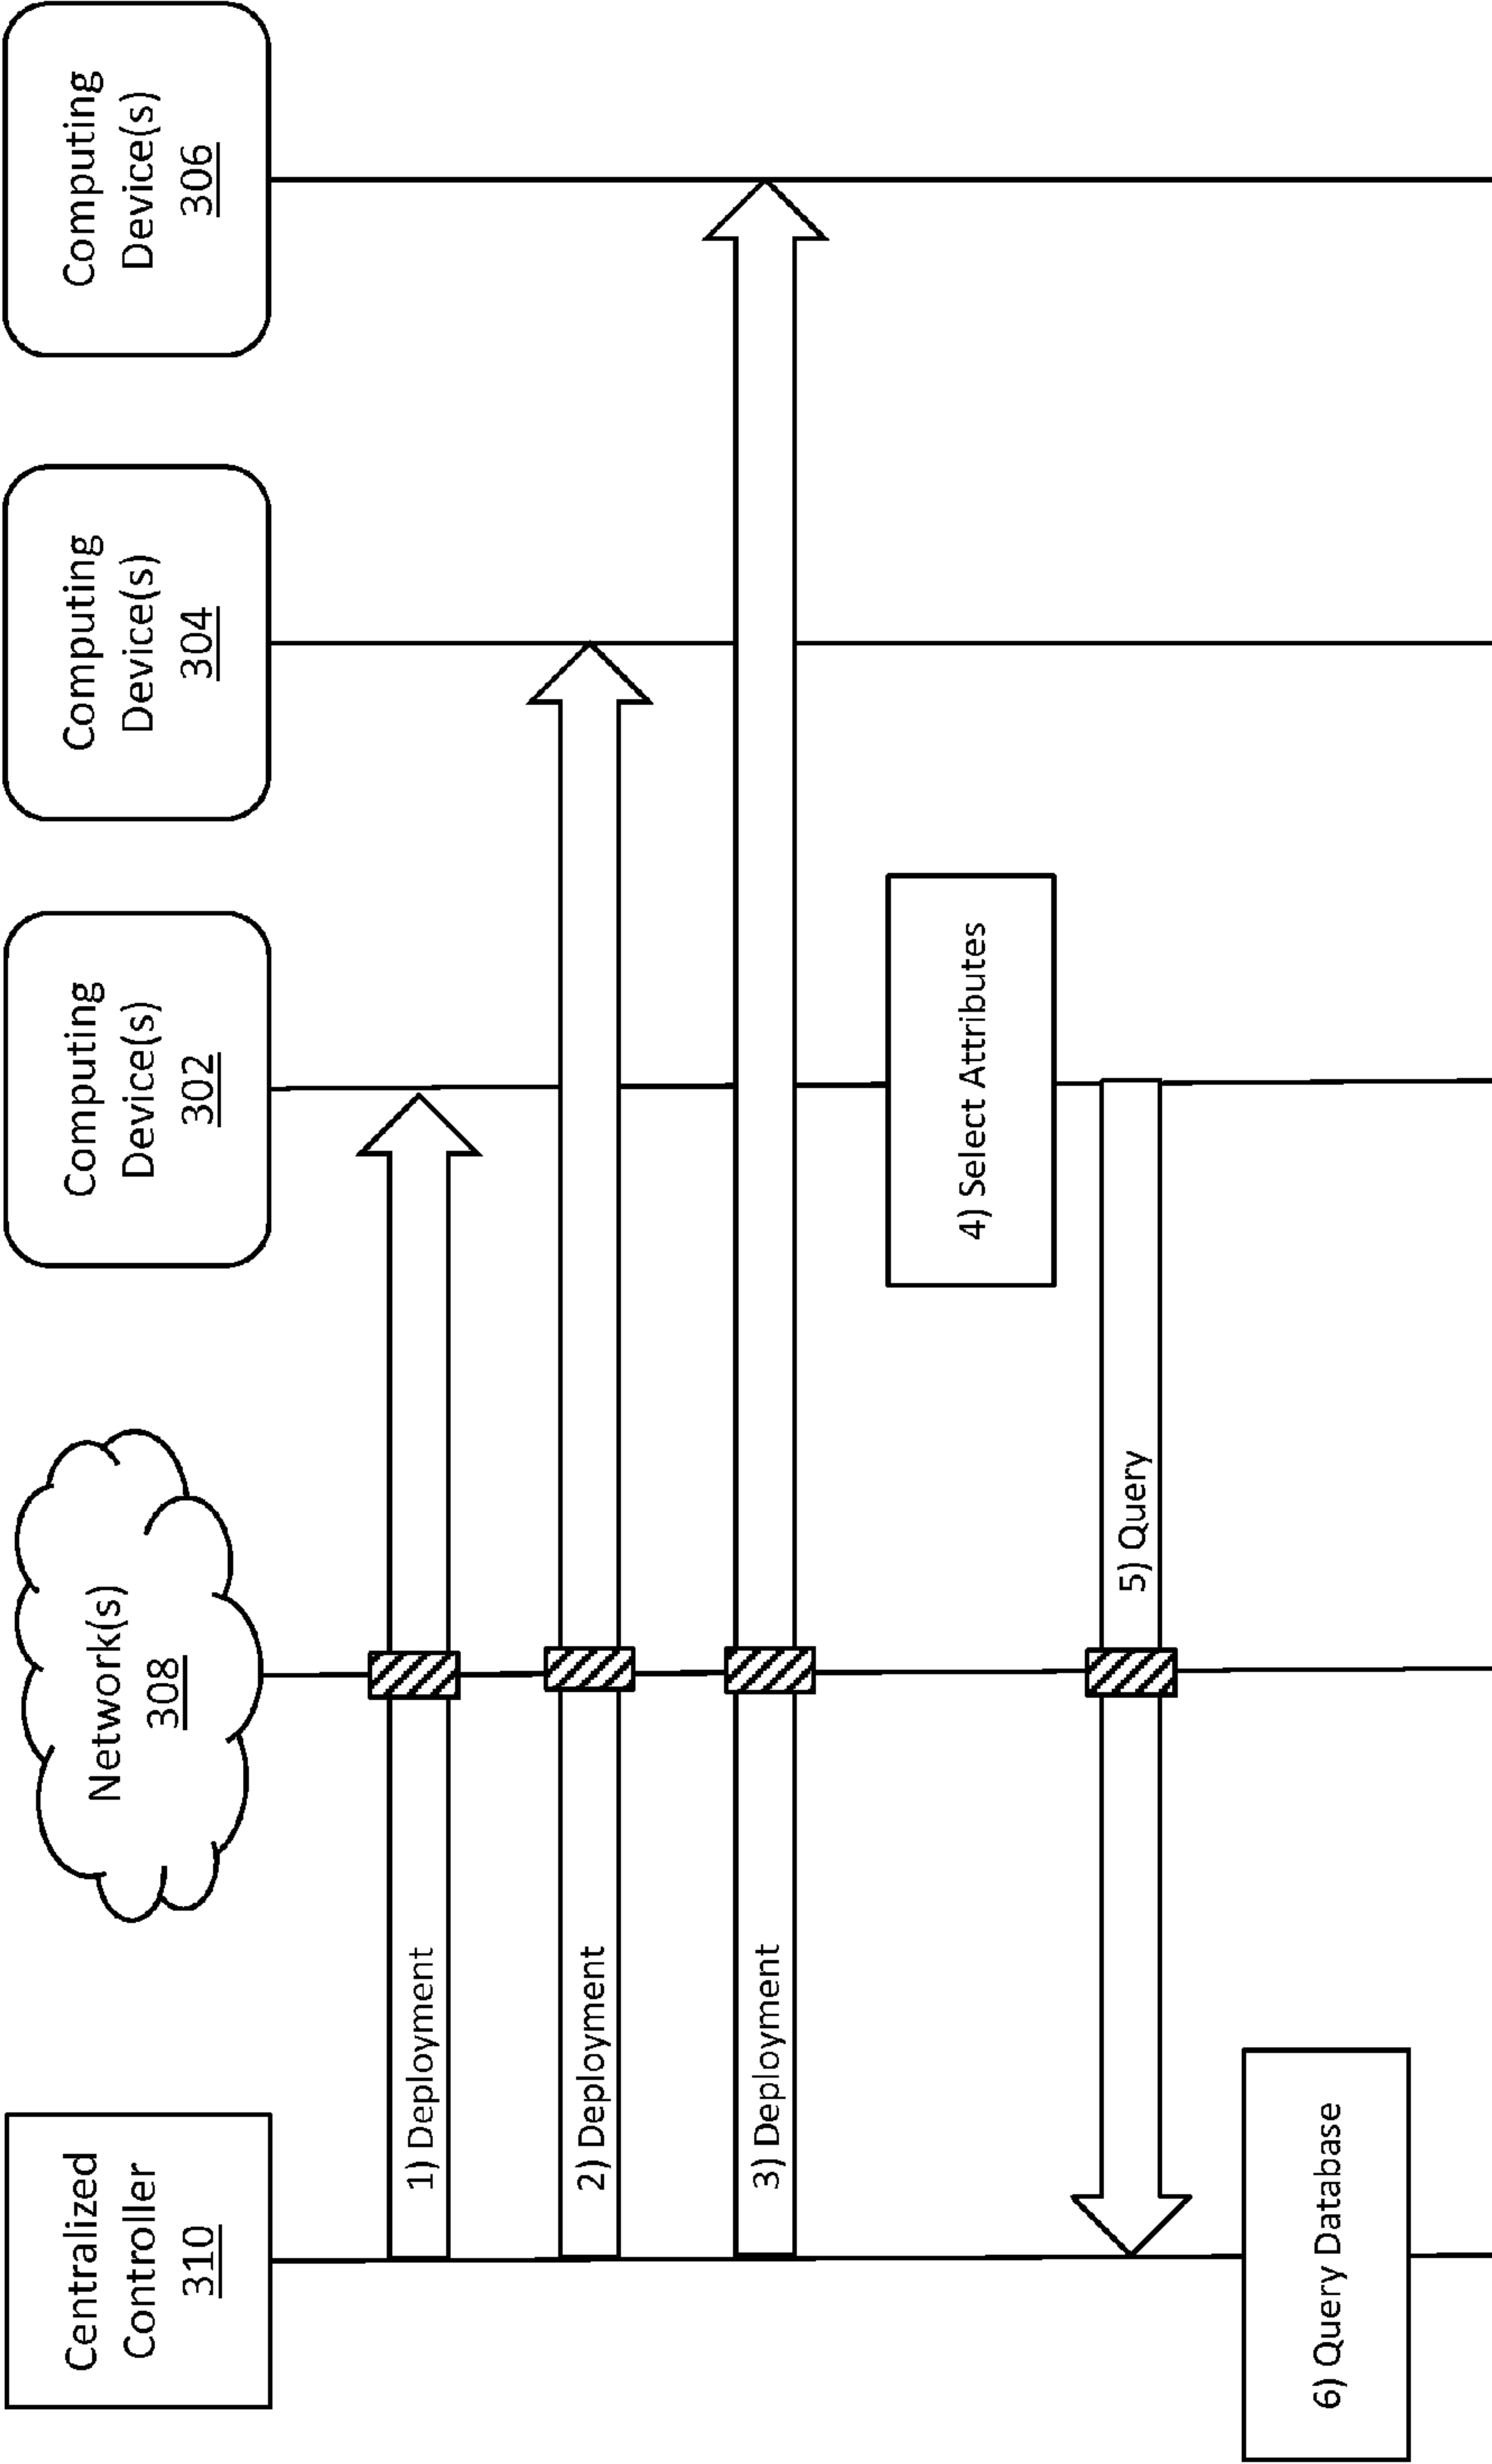 Centralized
Controller
310
Network(s)
308
Computing
Device(s)
302
Computing
Device(s)
304
Computing
Device(s)
306
1) Deployment
2) Deployment
3) Deployment
4) Select Attributes
5) Query
6) Query Database